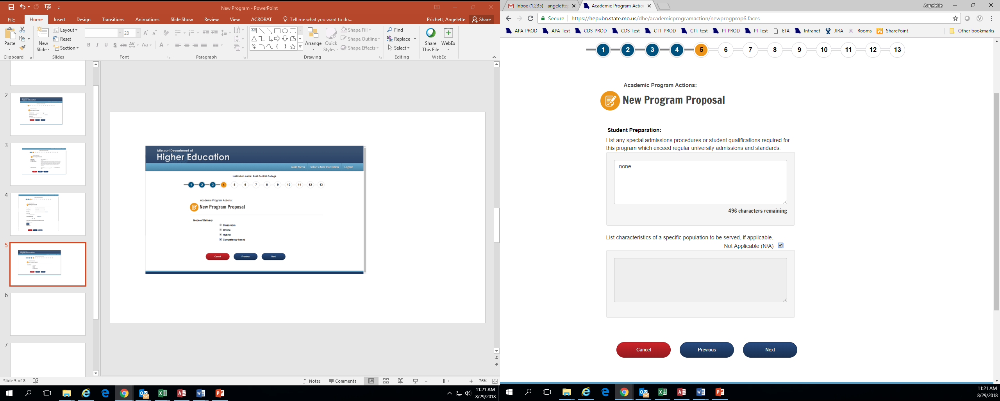 New Program - PowerPoint
File Home Insert Design Transitions Animations Slide Show Review View ACROBAT Tell me what you want to do... Prichett, Angelette Share
Paste
New Slide
Layout
Reset
Section
28
B I U S abc AV Aa A
Arrange
Quick Styles
Shape Fill
Shape Outline
Shape Effects
Find
Replace
Select
Share This File
WebEx
Clipboard Slides Font Paragraph Drawing Editing WebEx
2
3
4
5
6
7
Missouri Department of
Higher Education
Main Menu Select a New Institution Logout
Institution name: East Central College
1 2 3 4 5 6 7 8 9 10 11 12 13
Academic Program Actions:
New Program Proposal
Mode of Delivery
Classroom
Online
Hybrid
Competency-based
Cancel Previous Next
Slide 5 of 8 Notes Comments 76%
11:21 AM
8/29/2018
Inbox (1,235) - angelettep Academic Program Action Angelette
Secure https://hepubn.state.mo.us/dhe/academicprogramaction/newprogprop6.faces
APA-PROD APA-Test CDS-PROD CDS-Test CTT-PROD CTT-test PI-PROD PI-Test ETA Intranet JIRA Rooms SharePoint Other bookmarks
1 2 3 4 5 6 7 8 9 10 11 12 13
Academic Program Actions:
New Program Proposal
Student Preparation:
List any special admissions procedures or student qualifications required for
this program which exceed regular university admissions and standards.
none
496 characters remaining
List characteristics of a specific population to be served, if applicable.
Not Applicable (N/A)
Cancel Previous Next
11:21 AM
8/29/2018